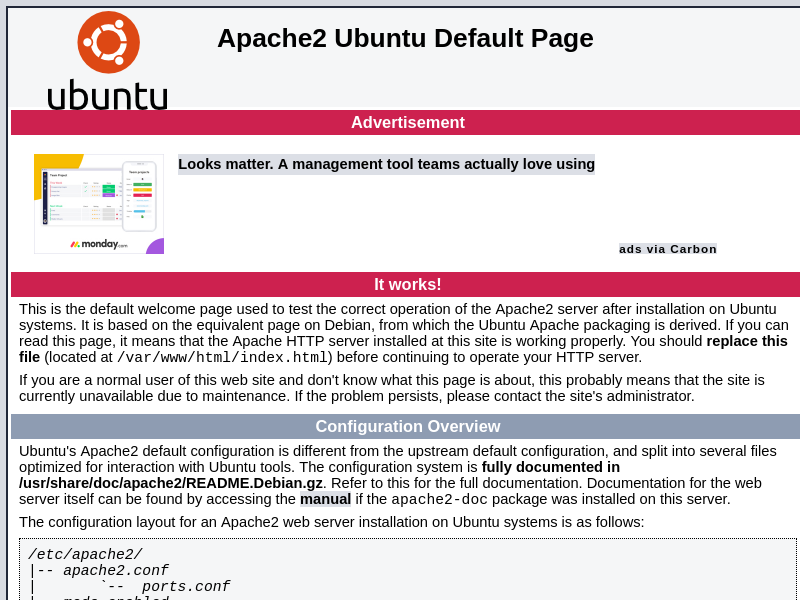 Apache2 Ubuntu Default Page
ubuntu
Advertisement
Looks matter. A management tool teams actually love using
monday.com
ads via Carbon
It works!
This is the default welcome page used to test the correct operation of the Apache2 server after installation on Ubuntu
systems. It is based on the equivalent page on Debian, from which the Ubuntu Apache packaging is derived. If you can
read this page, it means that the Apache HTTP server installed at this site is working properly. You should replace this
file (located at /var/www/html/index.html) before continuing to operate your HTTP server.
If you are a normal user of this web site and don't know what this page is about, this probably means that the site is
currently unavailable due to maintenance. If the problem persists, please contact the site's administrator.
Configuration Overview
Ubuntu's Apache2 default configuration is different from the upstream default configuration, and split into several files
optimized for interaction with Ubuntu tools. The configuration system is fully documented in
/usr/share/doc/apache2/README.Debian.gz. Refer to this for the full documentation. Documentation for the web
server itself can be found by accessing the manual if the apache2-doc package was installed on this server.
The configuration layout for an Apache2 web server installation on Ubuntu systems is as follows:
/etc/apache2/
|-- apache2.conf
|       `--  ports.conf